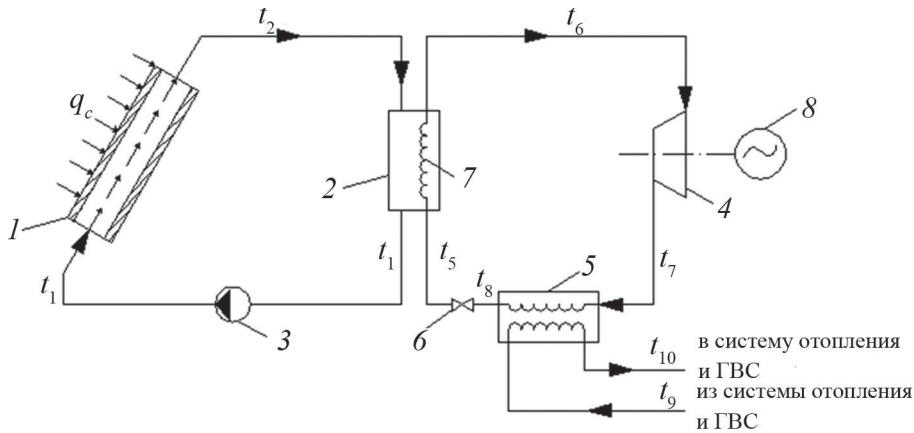 t₂
t₆
q꜀
8
2
7
1
4
t₁
t₁
t₅
t₇
t₈
5
3
6
t₁₀
в систему отопления
и ГВС
t₉
из системы отопления
и ГВС